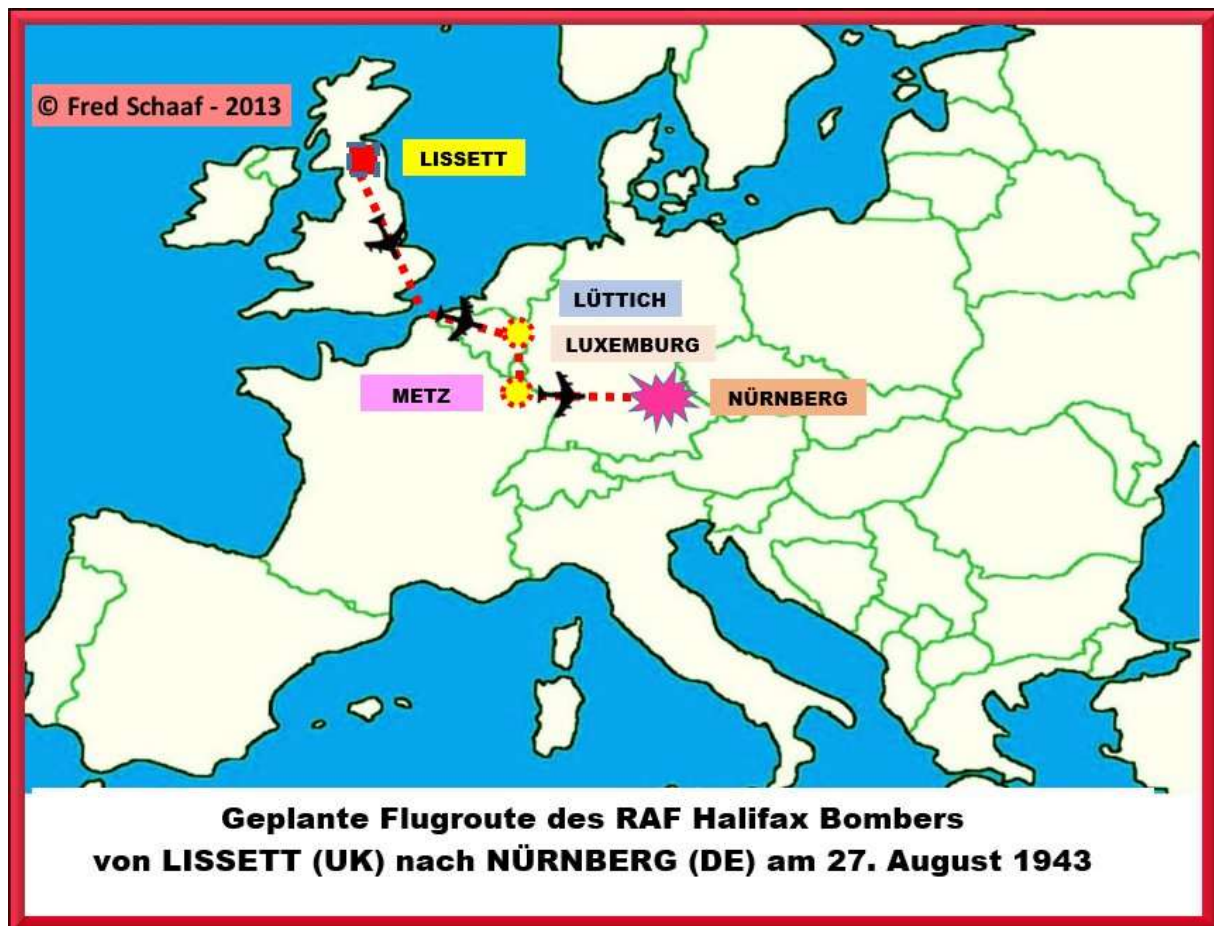 © Fred Schaaf - 2013
LISSETT
LÜTTICH
LUXEMBURG
METZ
NÜRNBERG
Geplante Flugroute des RAF Halifax Bombers
von LISSETT (UK) nach NÜRNBERG (DE) am 27. August 1943